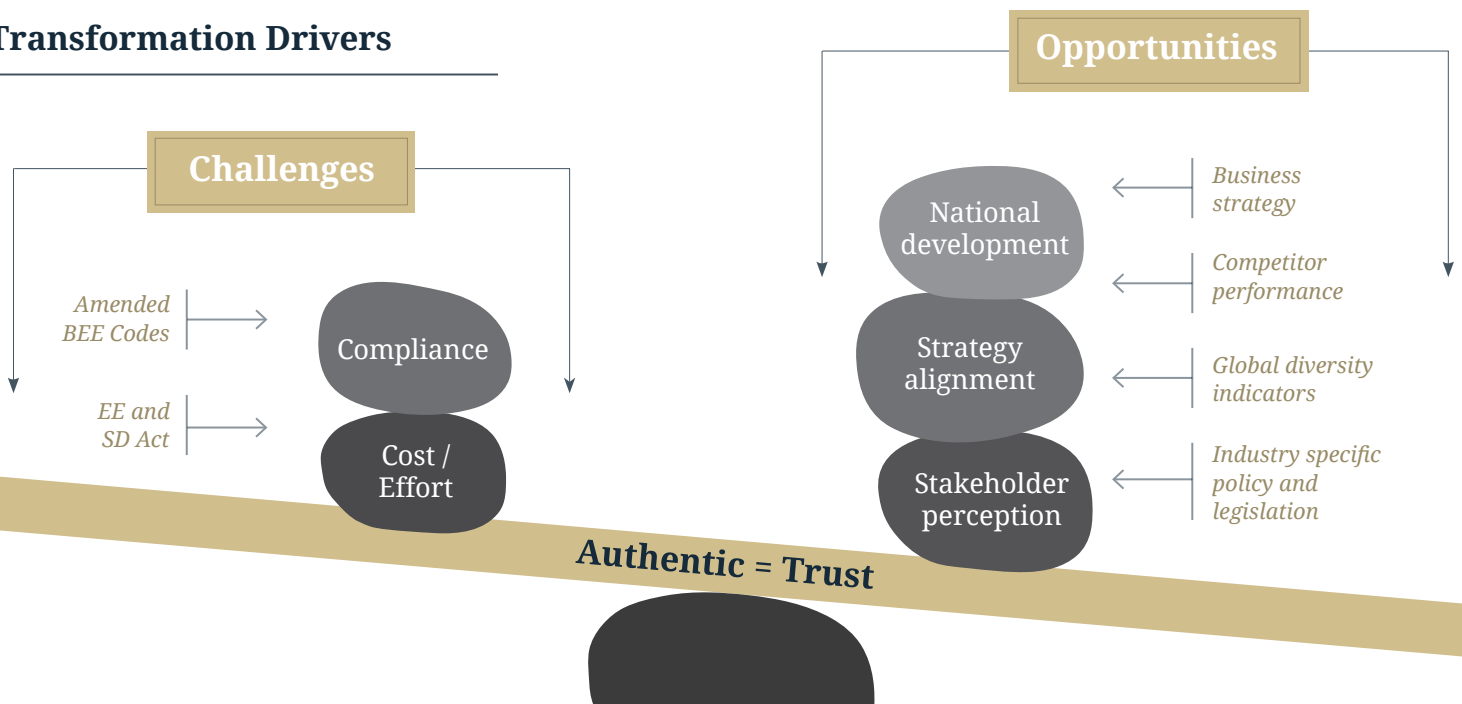 Transformation Drivers
Opportunities
Challenges
Business
strategy
National
development
Competitor
performance
Amended
BEE Codes
Compliance
Strategy
alignment
Global diversity
indicators
EE and
SD Act
Cost /
Effort
Stakeholder
perception
Industry specific
policy and
legislation
Authentic = Trust